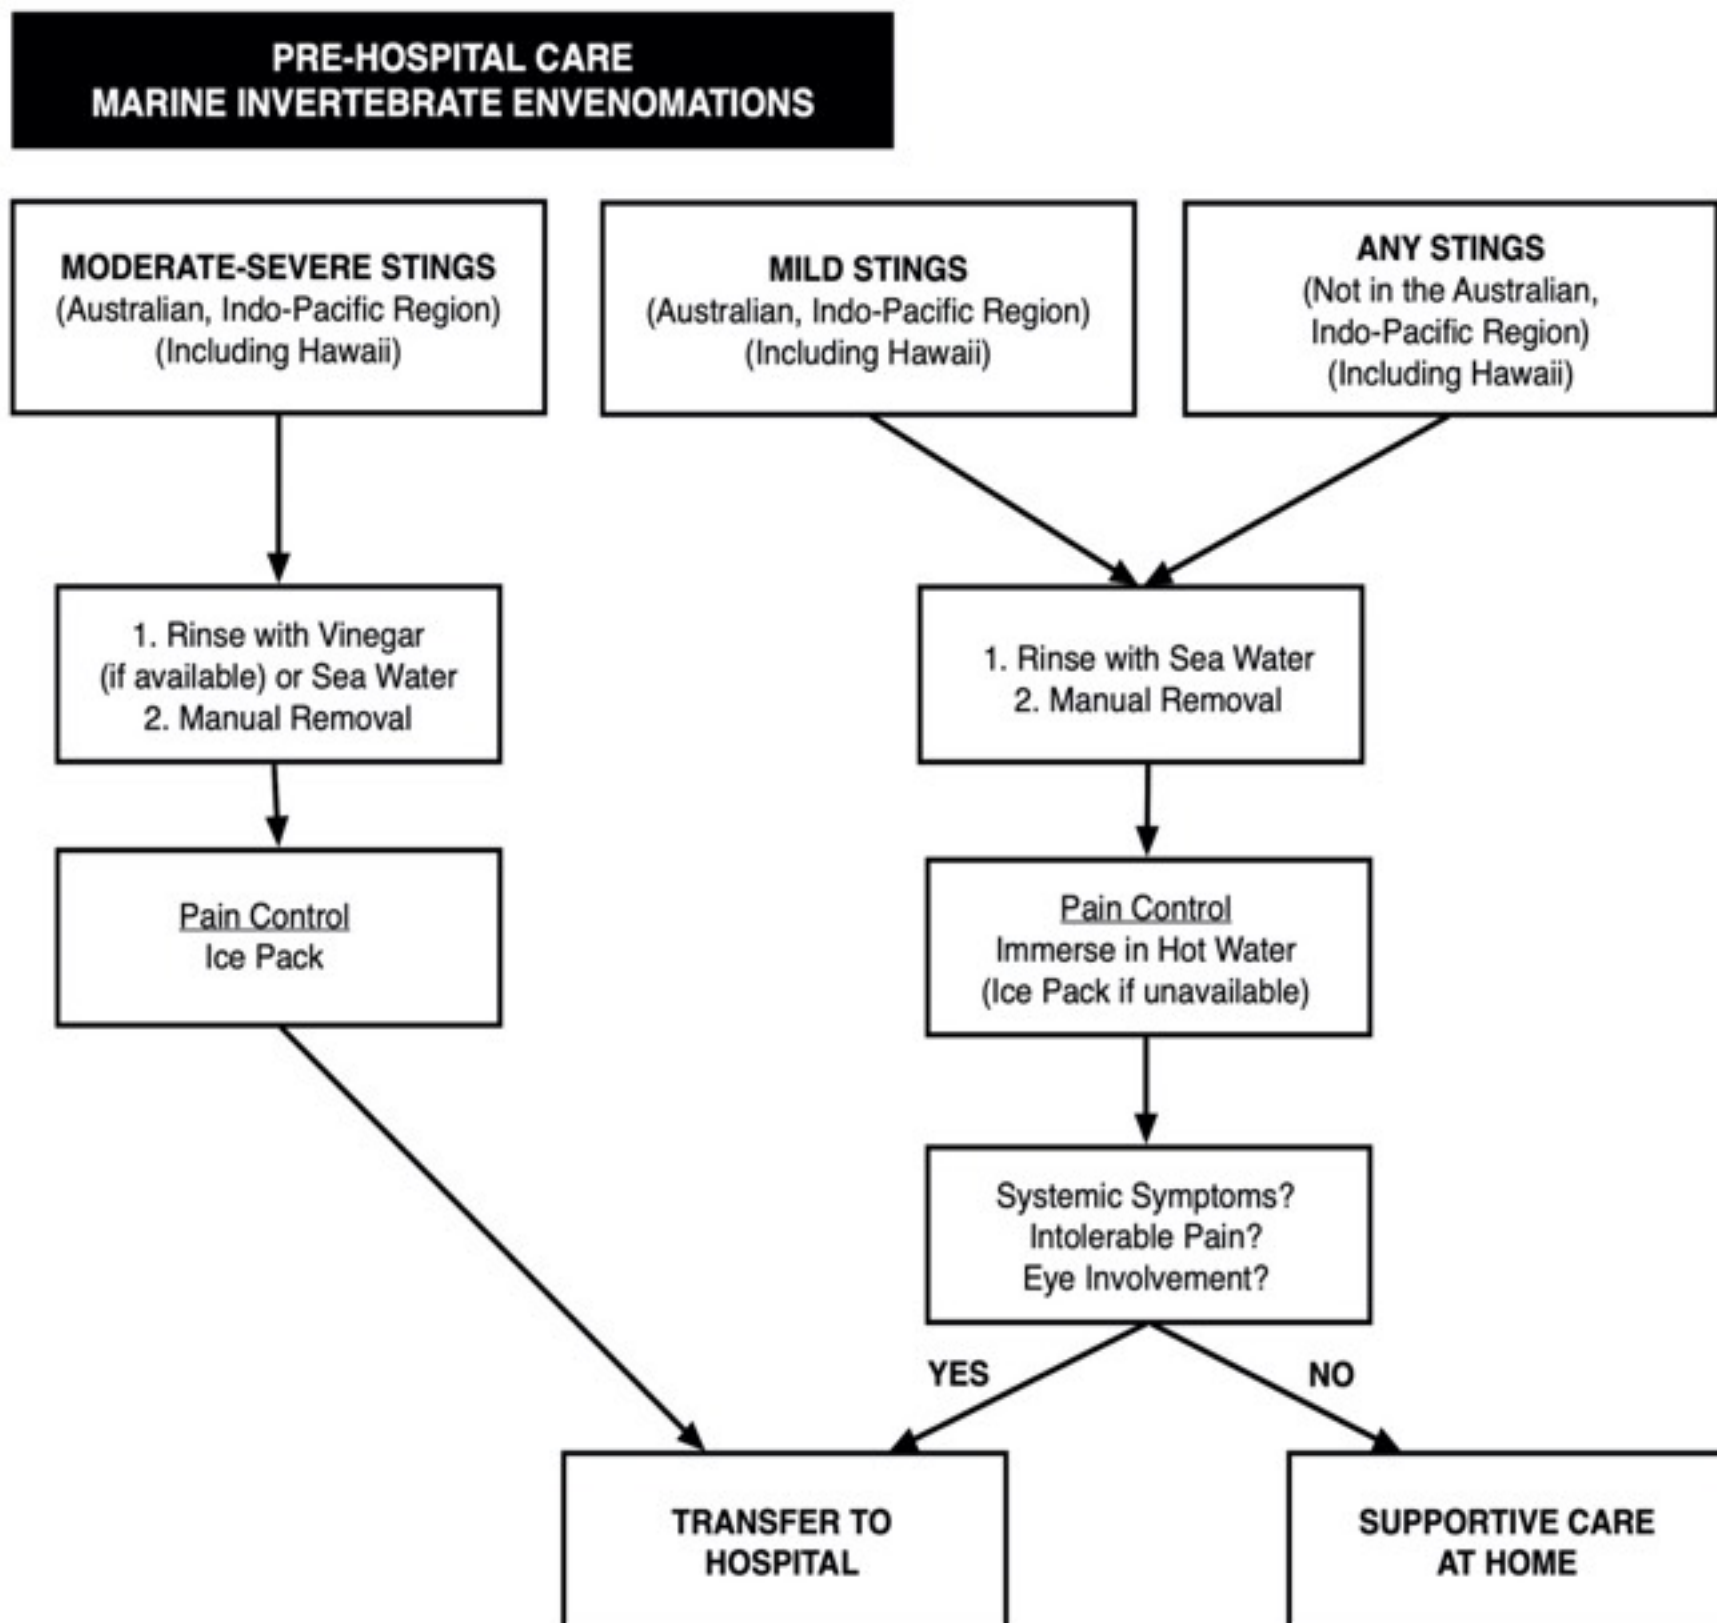 PRE-HOSPITAL CARE
MARINE INVERTEBRATE ENVENOMATIONS
MODERATE-SEVERE STINGS
(Australian, Indo-Pacific Region)
(Including Hawaii)
MILD STINGS
(Australian, Indo-Pacific Region)
(Including Hawaii)
ANY STINGS
(Not in the Australian,
Indo-Pacific Region)
(Including Hawaii)
1. Rinse with Vinegar
(if available) or Sea Water
2. Manual Removal
1. Rinse with Sea Water
2. Manual Removal
Pain Control
Ice Pack
Pain Control
Immerse in Hot Water
(Ice Pack if unavailable)
Systemic Symptoms?
Intolerable Pain?
Eye Involvement?
YES
NO
TRANSFER TO
HOSPITAL
SUPPORTIVE CARE
AT HOME